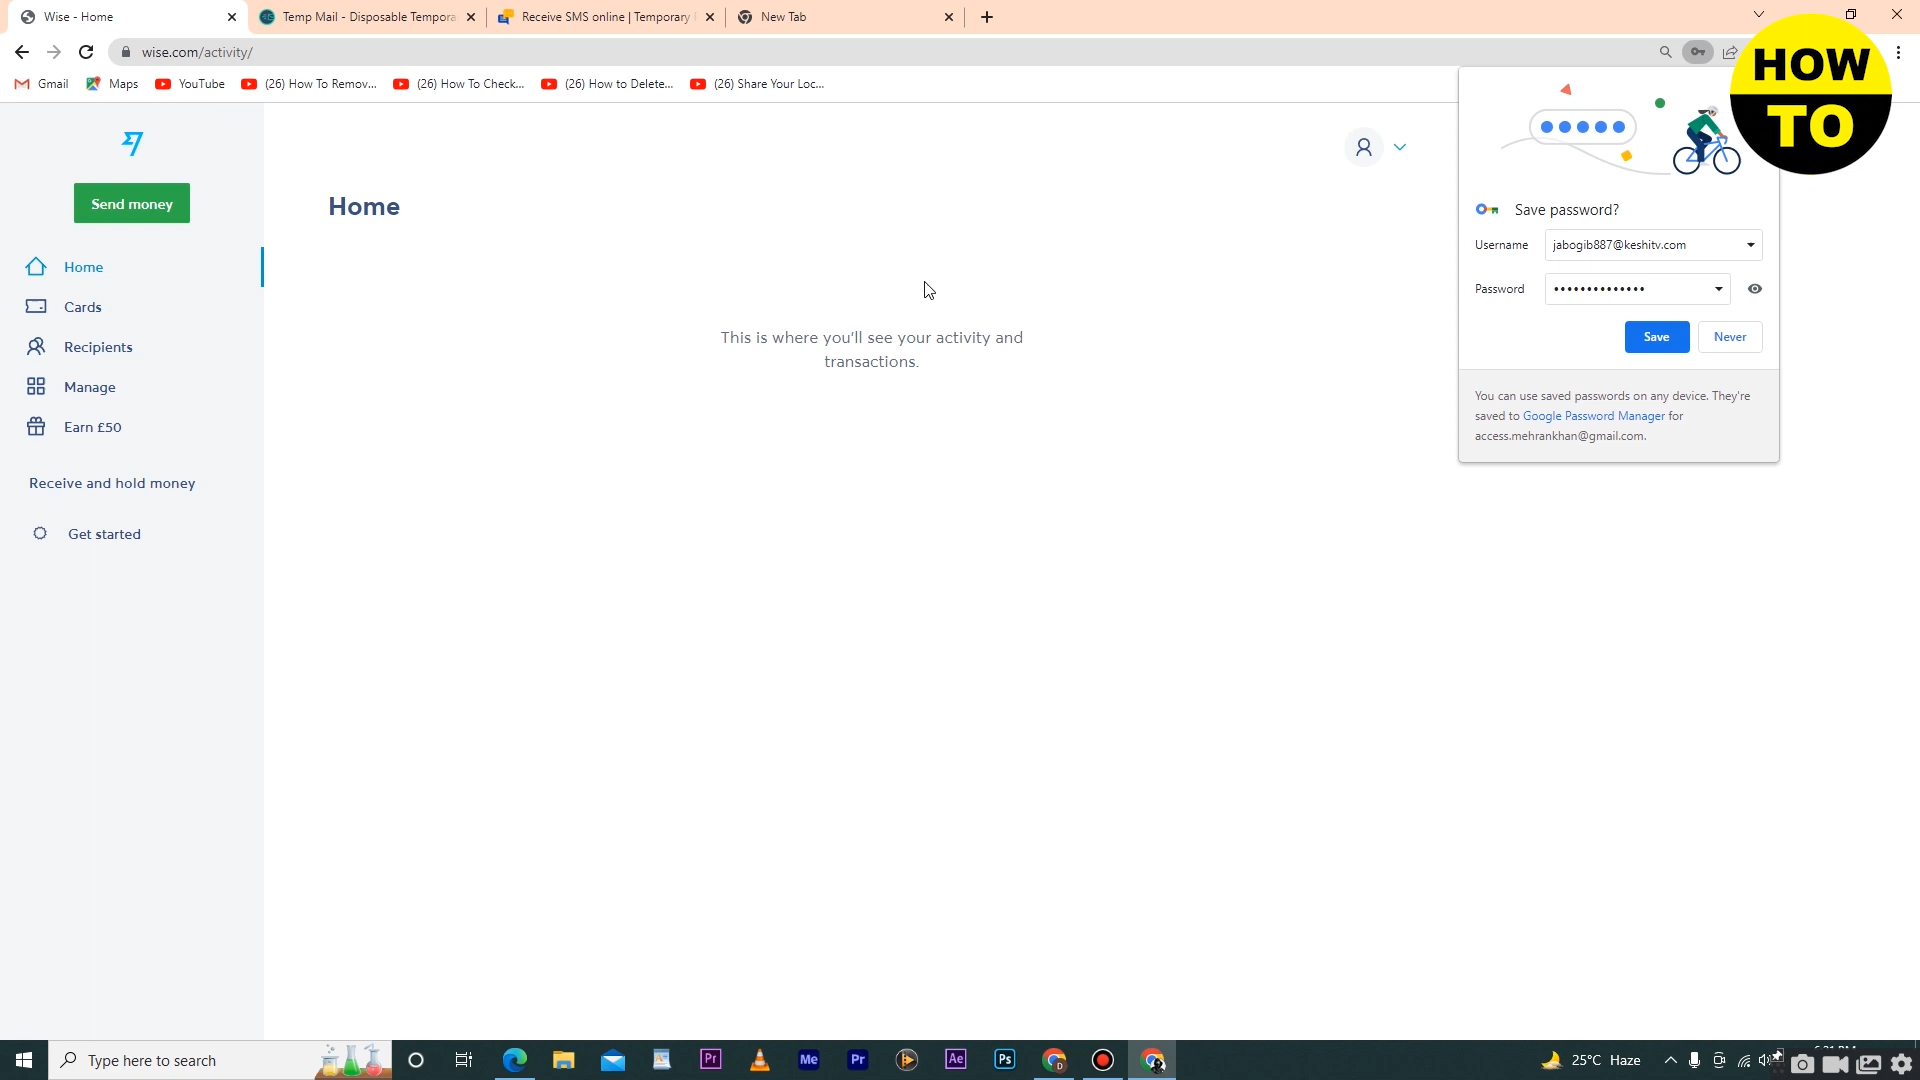 Wise - Home
Temp Mail - Disposable Tempora
Receive SMS online | Temporary
New Tab
wise.com/activity/
Gmail
Maps
YouTube
(26) How To Remov...
(26) How To Check...
(26) How to Delete...
(26) Share Your Loc...
HOW
TO
Send money
Home
Home
Cards
Recipients
Manage
Earn £50
Receive and hold money
Get started
This is where you'll see your activity and
transactions.
Save password?
Username
jabogib887@keshitv.com
Password
Save
Never
You can use saved passwords on any device. They're
saved to Google Password Manager for
access.mehrankhan@gmail.com.
Type here to search
Pr
Me
Pr
Ae
Ps
D
25°C Haze